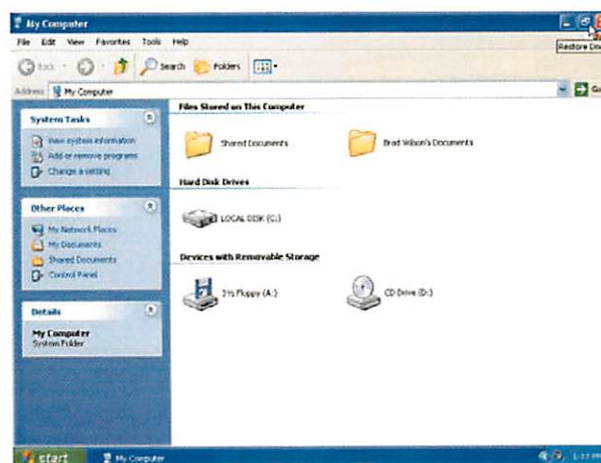 My Computer
File Edit View Favorites Tools Help
Restore Do
Back Search Folders
Address My Computer Go
Files Stored on This Computer
System Tasks
View system information
Add or remove programs
Change a setting
Shared Documents
Brad Wilson's Documents
Hard Disk Drives
LOCAL DISK (C:)
Other Places
My Network Places
My Documents
Shared Documents
Control Panel
Devices with Removable Storage
3½ Floppy (A:)
CD Drive (D:)
Details
My Computer
System Folder
start My Computer